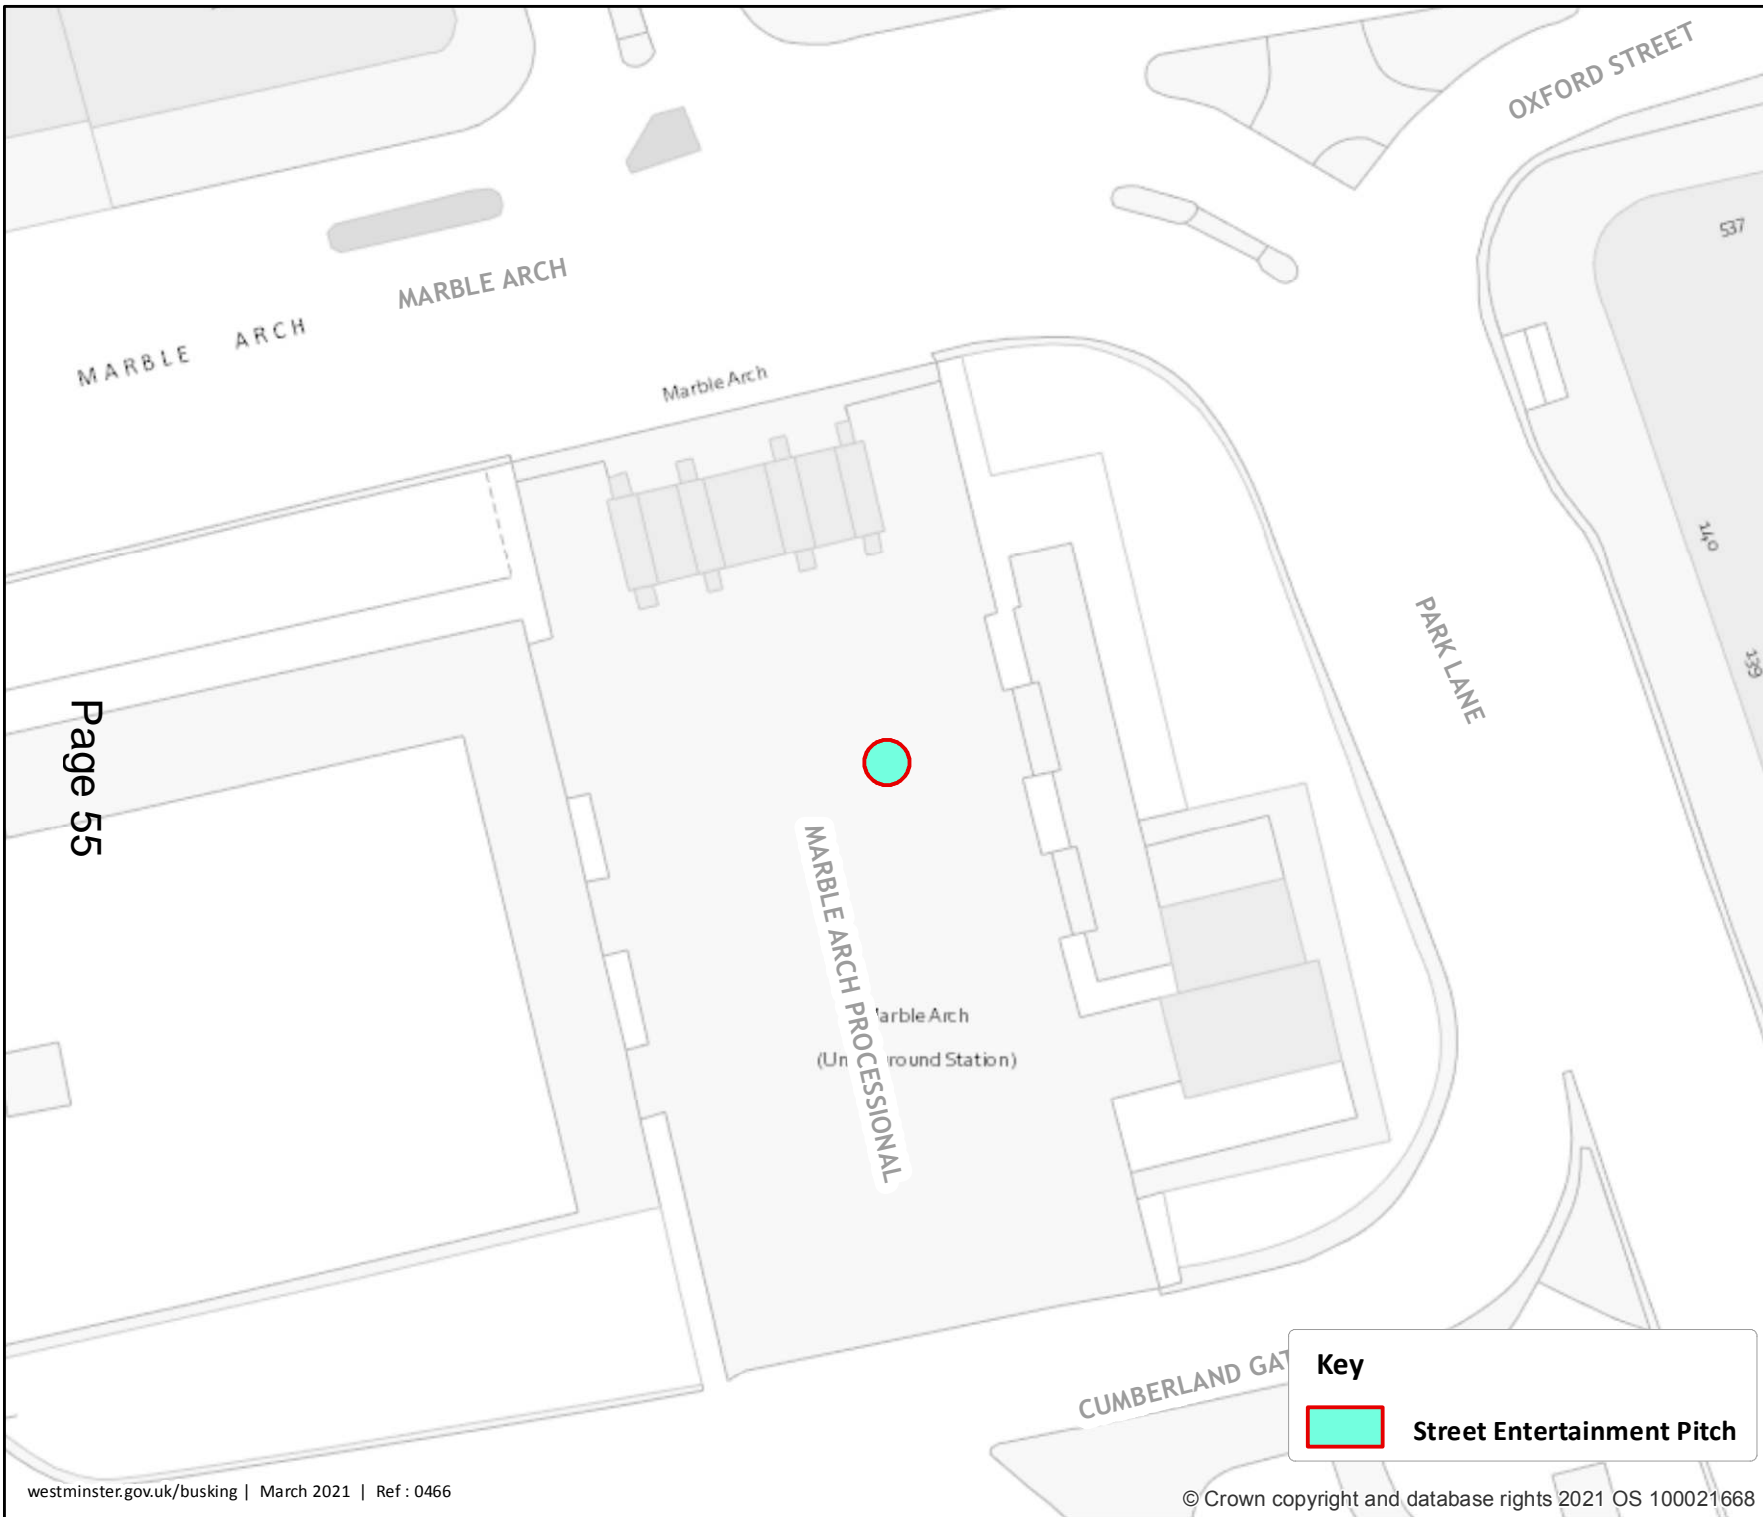 OXFORD STREET
537
MARBLE ARCH
MARBLE ARCH
Marble Arch
140
PARK LANE
139
Page 55
MARBLE ARCH PROCESSIONAL
arble Arch
(Un round Station)
CUMBERLAND GAT
Key
Street Entertainment Pitch
westminster.gov.uk/busking | March 2021 | Ref : 0466
© Crown copyright and database rights 2021 OS 100021668